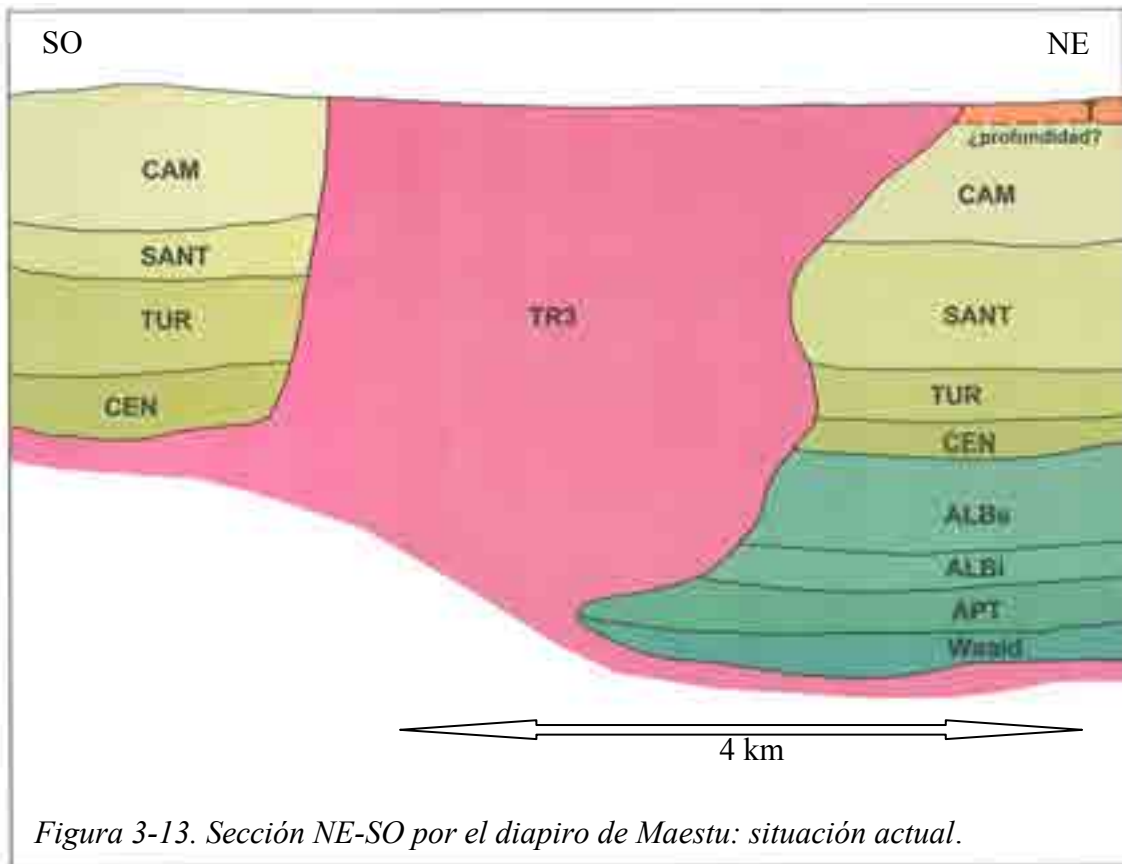 SO
NE
T
¿profundidad?
CAM
CAM
SANT
SANT
TUR
TR3
TUR
CEN
CEN
ALBs
ALBi
APT
Weald
4 km
Figura 3-13. Sección NE-SO por el diapiro de Maestu: situación actual.